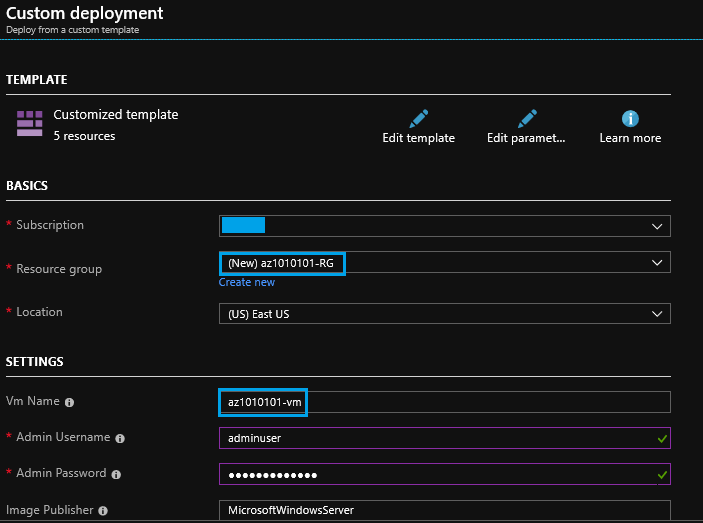 Custom deployment
Deploy from a custom template
TEMPLATE
Customized template
5 resources
Edit template
Edit paramet...
Learn more
BASICS
* Subscription
* Resource group
(New) az1010101-RG
Create new
* Location
(US) East US
SETTINGS
Vm Name
az1010101-vm
* Admin Username
adminuser
* Admin Password
•••••••••••••
Image Publisher
MicrosoftWindowsServer